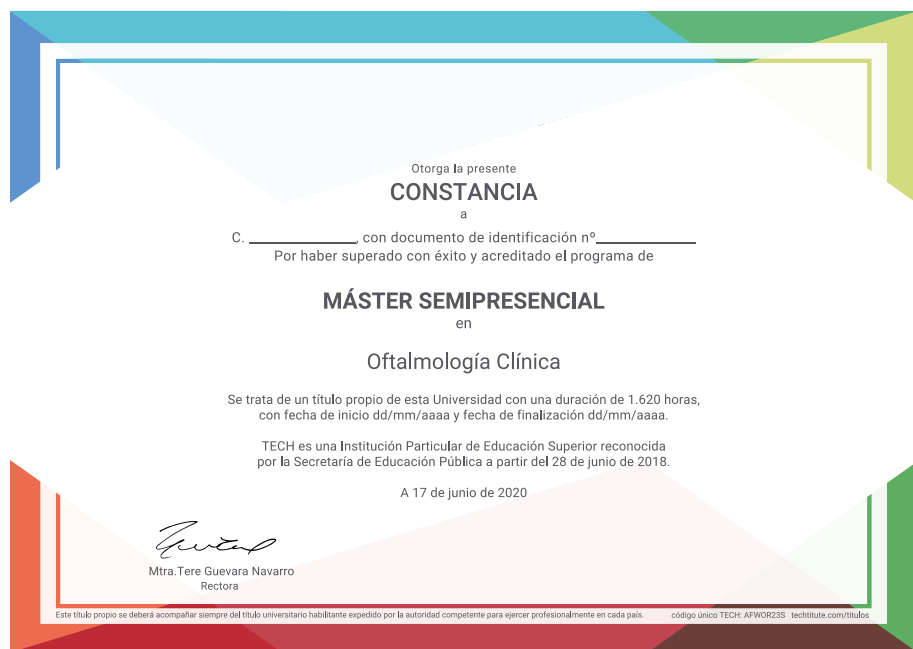 Otorga la presente
CONSTANCIA
a
C. ____________, con documento de identificación nº____________
Por haber superado con éxito y acreditado el programa de
MÁSTER SEMIPRESENCIAL
en
Oftalmología Clínica
Se trata de un título propio de esta Universidad con una duración de 1.620 horas,
con fecha de inicio dd/mm/aaaa y fecha de finalización dd/mm/aaaa.
TECH es una Institución Particular de Educación Superior reconocida
por la Secretaría de Educación Pública a partir del 28 de junio de 2018.
A 17 de junio de 2020
Mtra.Tere Guevara Navarro
Rectora
Este título propio se deberá acompañar siempre del título universitario habilitante expedido por la autoridad competente para ejercer profesionalmente en cada país. código único TECH: AFWOR23S techtitute.com/titulos